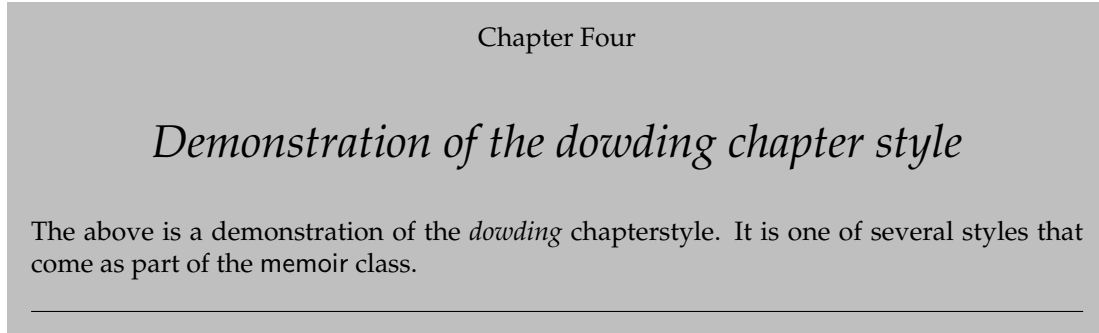 Chapter Four
Demonstration of the dowding chapter style
The above is a demonstration of the dowding chapterstyle. It is one of several styles that
come as part of the memoir class.